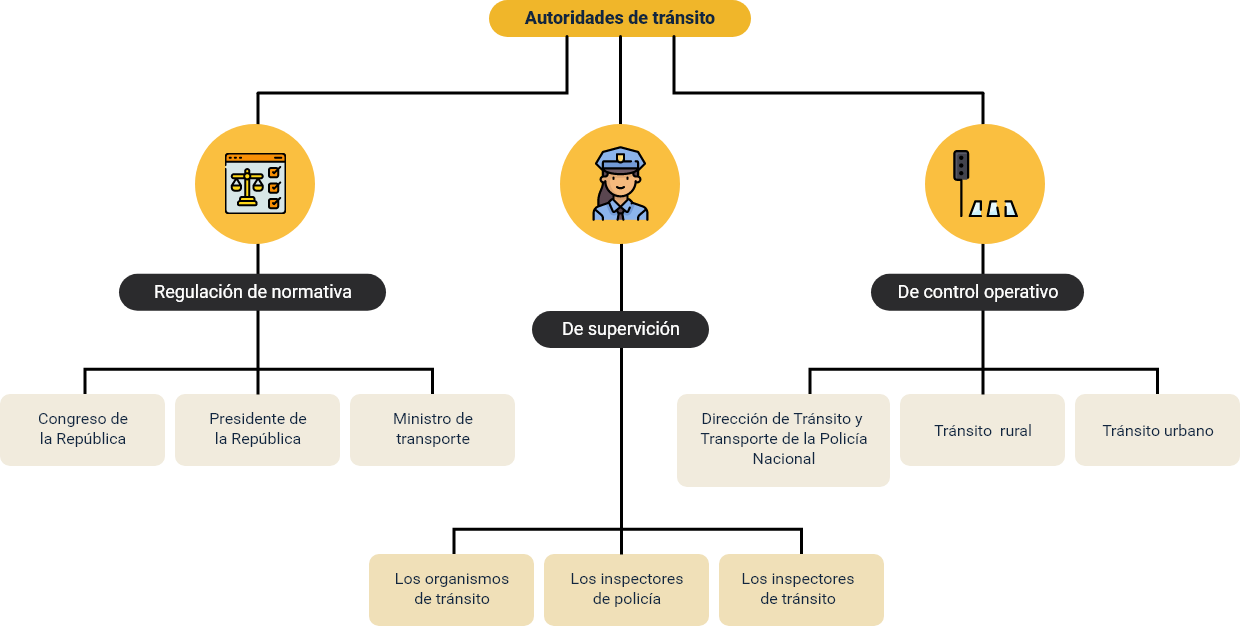 Autoridades de tránsito
Regulación de normativa
De supervición
De control operativo
Congreso de
la República
Presidente de
la República
Ministro de
transporte
Dirección de Tránsito y
Transporte de la Policía
Nacional
Tránsito rural
Tránsito urbano
Los organismos
de tránsito
Los inspectores
de policía
Los inspectores
de tránsito